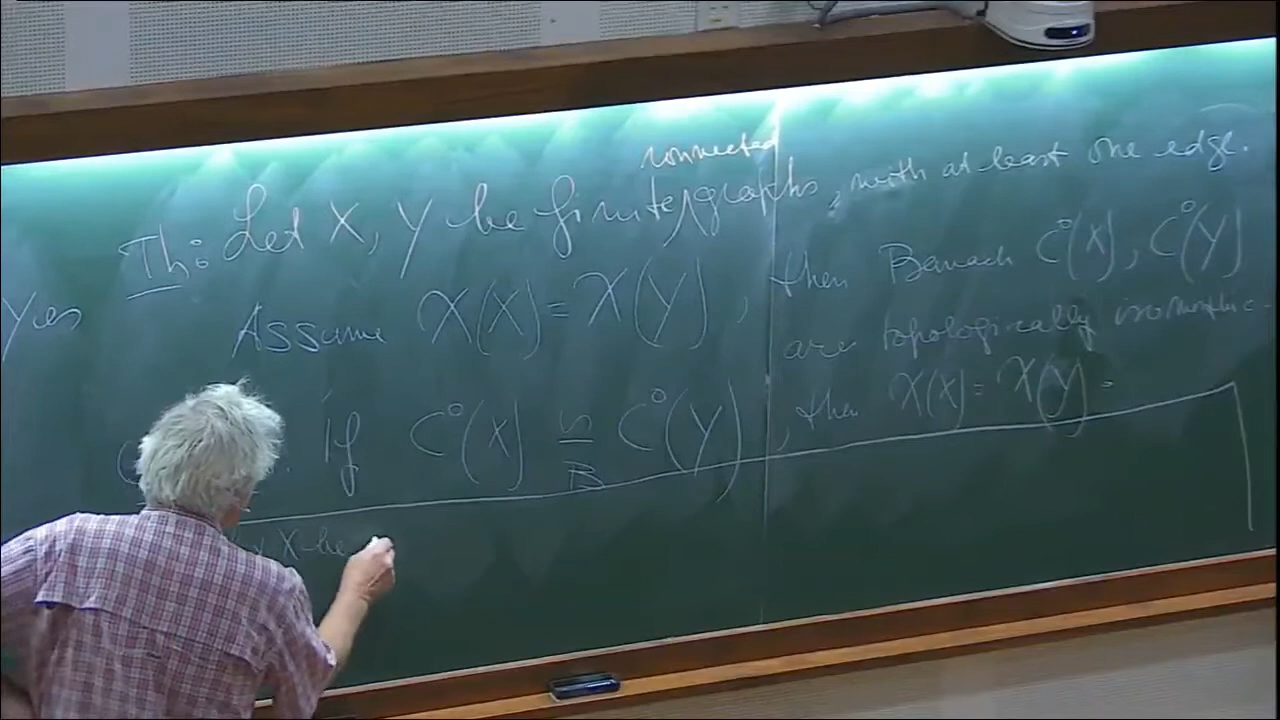 connected
Th: Let X, Y be finite graphs, with at least one edge.
Yes
Assume χ(X) = χ(Y), then Banach C⁰(X), C⁰(Y)
are topologically isomorphic.
If C⁰(X) ≅_B C⁰(Y), then χ(X) = χ(Y).
X be